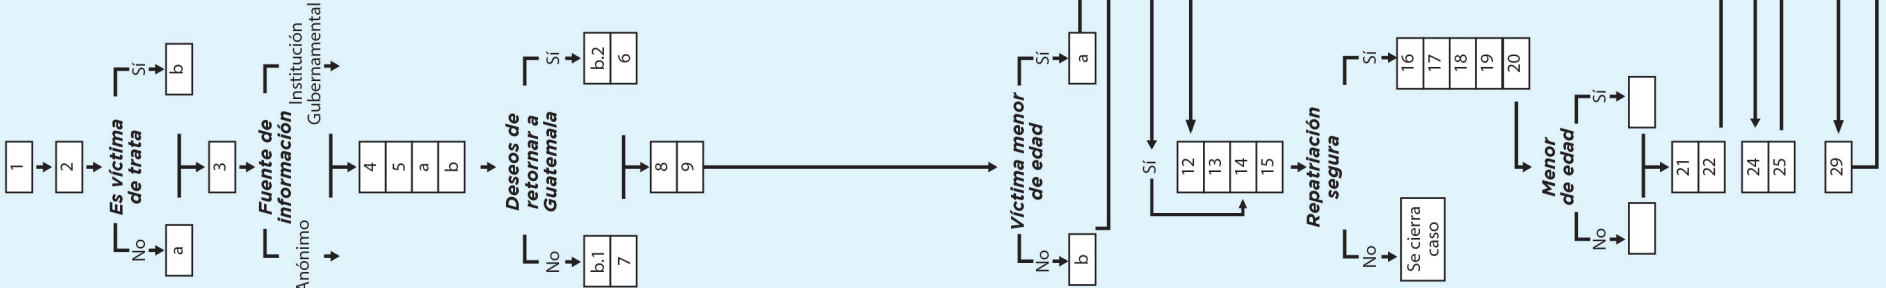 1
2
Es víctima
de trata
No
Sí
a
b
3
Fuente de
información
Anónimo
Institución
Gubernamental
4
5
a
b
Deseos de
retornar a
Guatemala
No
Sí
b.1
7
b.2
6
8
9
Víctima menor
de edad
No
Sí
b
a
Sí
12
13
14
15
Repatriación
segura
No
Sí
Se cierra
caso
16
17
18
19
20
Menor
de edad
No
Sí
21
22
24
25
29